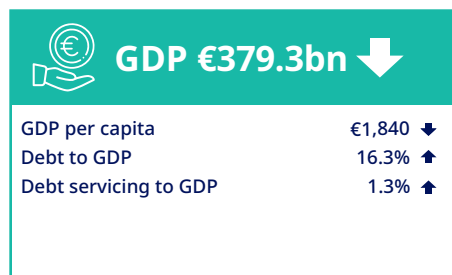 GDP €379.3bn
GDP per capita €1,840
Debt to GDP 16.3%
Debt servicing to GDP 1.3%